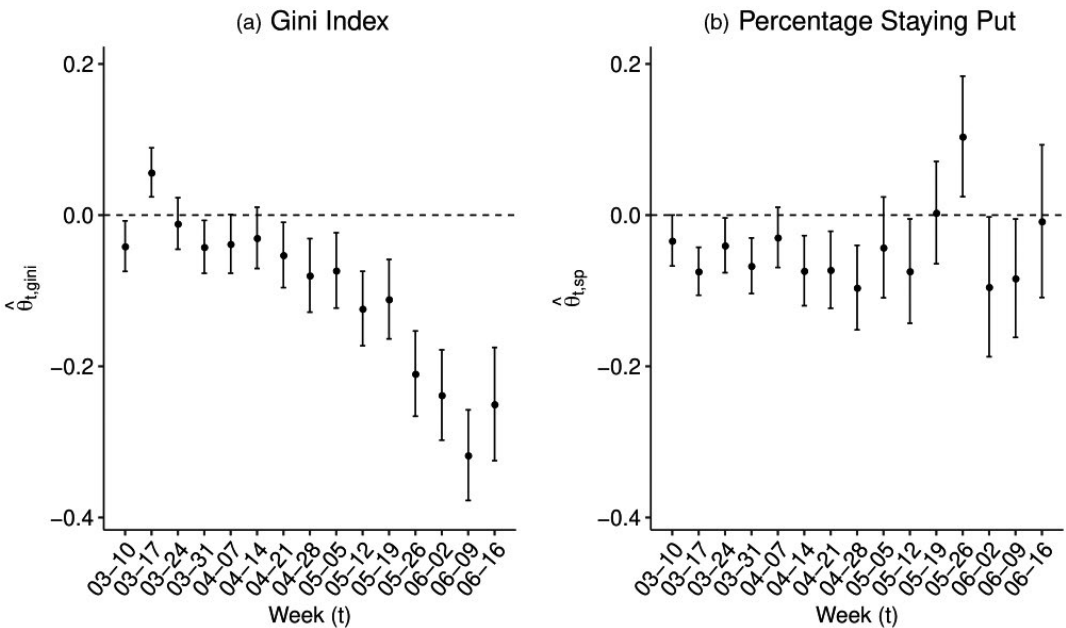 (a) Gini Index
0.2
0.0
−0.2
−0.4
θ̂t,gini
03−10 03−17 03−24 03−31 04−07 04−14 04−21 04−28 05−05 05−12 05−19 05−26 06−02 06−09 06−16
Week (t)
(b) Percentage Staying Put
0.2
0.0
−0.2
−0.4
θ̂t,sp
03−10 03−17 03−24 03−31 04−07 04−14 04−21 04−28 05−05 05−12 05−19 05−26 06−02 06−09 06−16
Week (t)